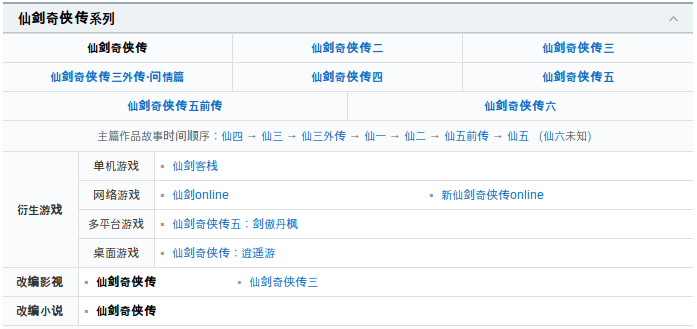 仙剑奇侠传系列
仙剑奇侠传 仙剑奇侠传二 仙剑奇侠传三
仙剑奇侠传三外传·问情篇 仙剑奇侠传四 仙剑奇侠传五
仙剑奇侠传五前传 仙剑奇侠传六
主篇作品故事时间顺序：仙四 → 仙三 → 仙三外传 → 仙一 → 仙二 → 仙五前传 → 仙五 （仙六未知）
衍生游戏
单机游戏 ▪ 仙剑客栈
网络游戏 ▪ 仙剑online ▪ 新仙剑奇侠传online
多平台游戏 ▪ 仙剑奇侠传五：剑傲丹枫
桌面游戏 ▪ 仙剑奇侠传：逍遥游
改编影视 ▪ 仙剑奇侠传 ▪ 仙剑奇侠传三
改编小说 ▪ 仙剑奇侠传